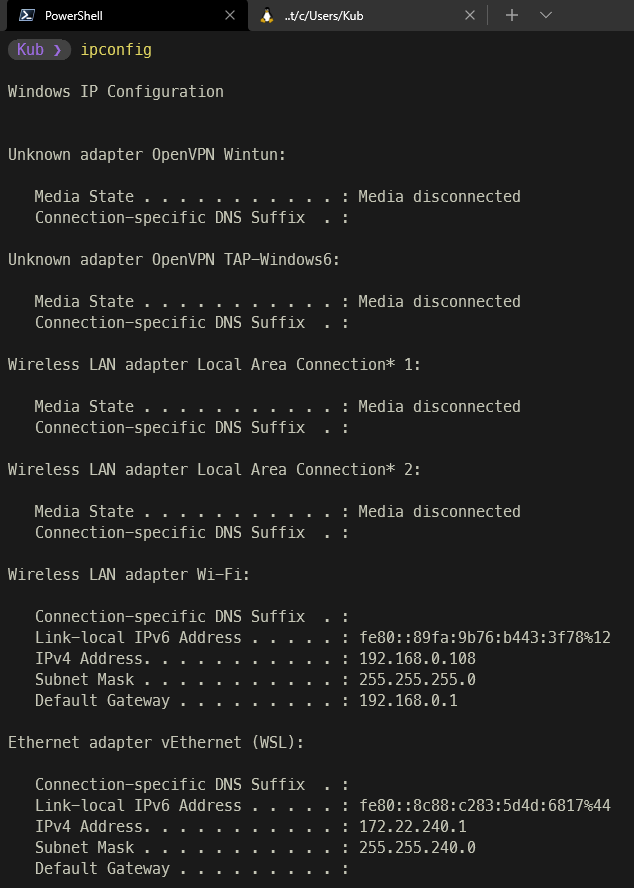 PowerShell
..t/c/Users/Kub
Kub ❯ ipconfig
Windows IP Configuration
Unknown adapter OpenVPN Wintun:
Media State . . . . . . . . . . . : Media disconnected
Connection-specific DNS Suffix  . :
Unknown adapter OpenVPN TAP-Windows6:
Media State . . . . . . . . . . . : Media disconnected
Connection-specific DNS Suffix  . :
Wireless LAN adapter Local Area Connection* 1:
Media State . . . . . . . . . . . : Media disconnected
Connection-specific DNS Suffix  . :
Wireless LAN adapter Local Area Connection* 2:
Media State . . . . . . . . . . . : Media disconnected
Connection-specific DNS Suffix  . :
Wireless LAN adapter Wi-Fi:
Connection-specific DNS Suffix  . :
Link-local IPv6 Address . . . . . : fe80::89fa:9b76:b443:3f78%12
IPv4 Address. . . . . . . . . . . : 192.168.0.108
Subnet Mask . . . . . . . . . . . : 255.255.255.0
Default Gateway . . . . . . . . . : 192.168.0.1
Ethernet adapter vEthernet (WSL):
Connection-specific DNS Suffix  . :
Link-local IPv6 Address . . . . . : fe80::8c88:c283:5d4d:6817%44
IPv4 Address. . . . . . . . . . . : 172.22.240.1
Subnet Mask . . . . . . . . . . . : 255.255.240.0
Default Gateway . . . . . . . . . :